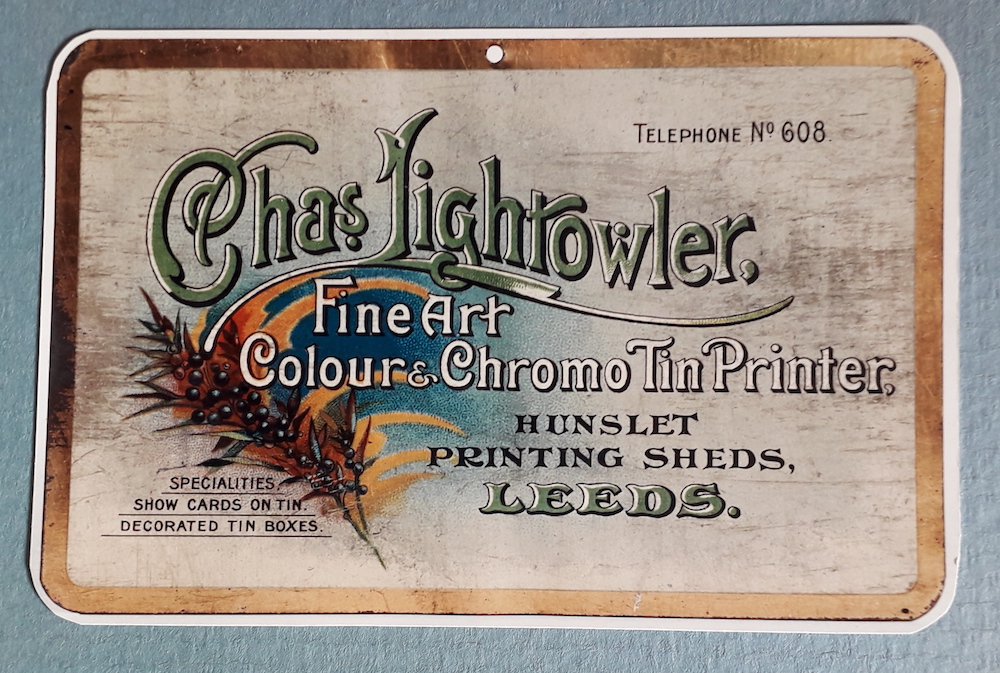 TELEPHONE Nº 608.
Chas Lightowler,
Fine Art
Colour & Chromo Tin Printer,
HUNSLET
PRINTING SHEDS,
LEEDS.
SPECIALITIES,
SHOW CARDS ON TIN.
DECORATED TIN BOXES.